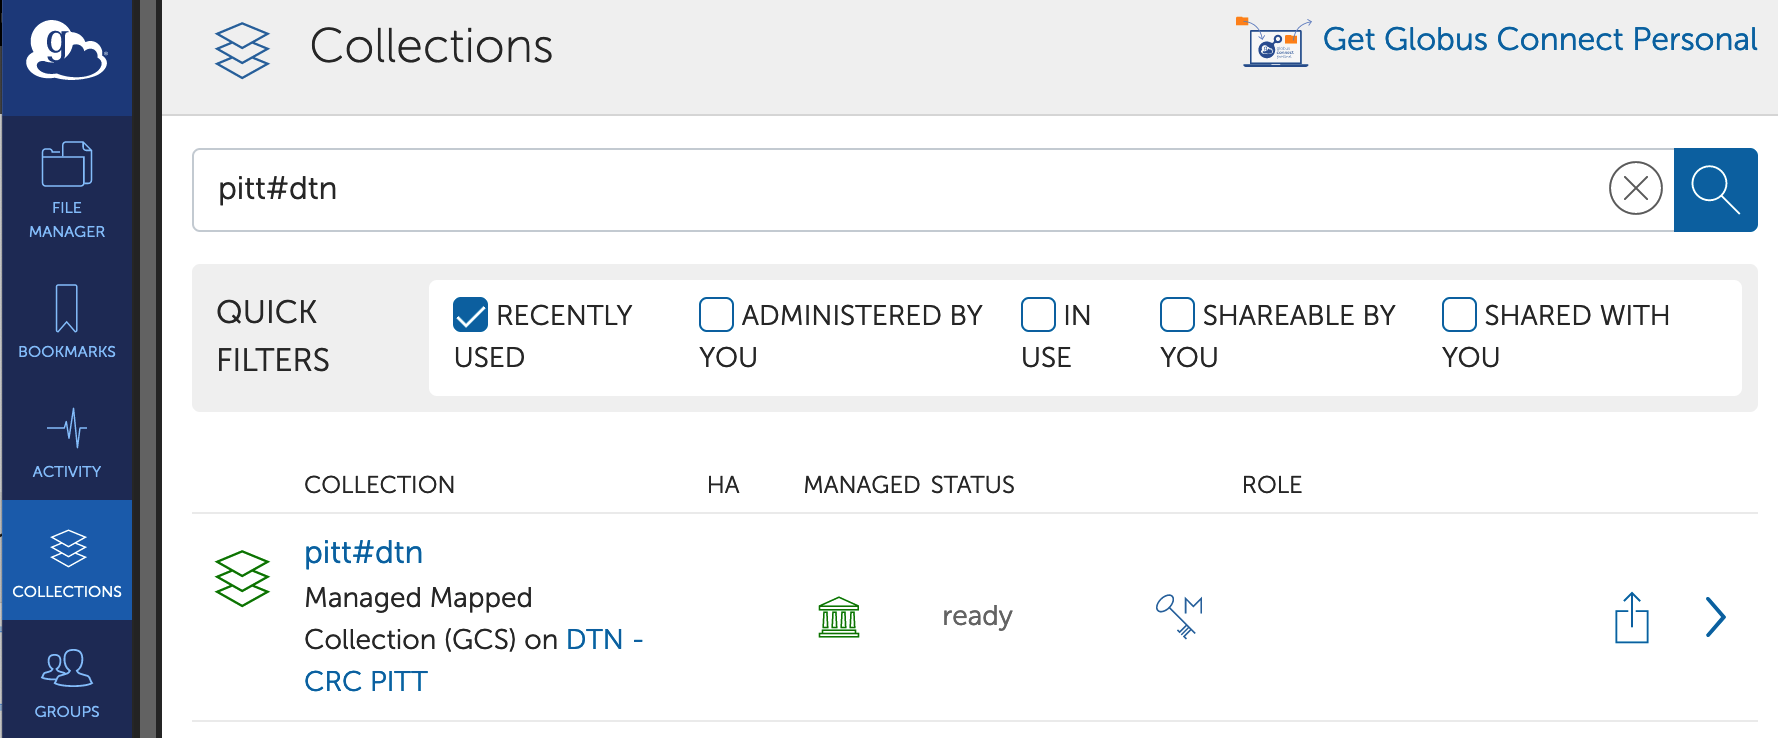 g
Collections
Get Globus Connect Personal
FILE
MANAGER
BOOKMARKS
ACTIVITY
COLLECTIONS
GROUPS
pitt#dtn
QUICK
FILTERS
RECENTLY
USED
ADMINISTERED BY
YOU
IN
USE
SHAREABLE BY
YOU
SHARED WITH
YOU
COLLECTION HA MANAGED STATUS ROLE
pitt#dtn
Managed Mapped
Collection (GCS) on DTN -
CRC PITT
ready
M